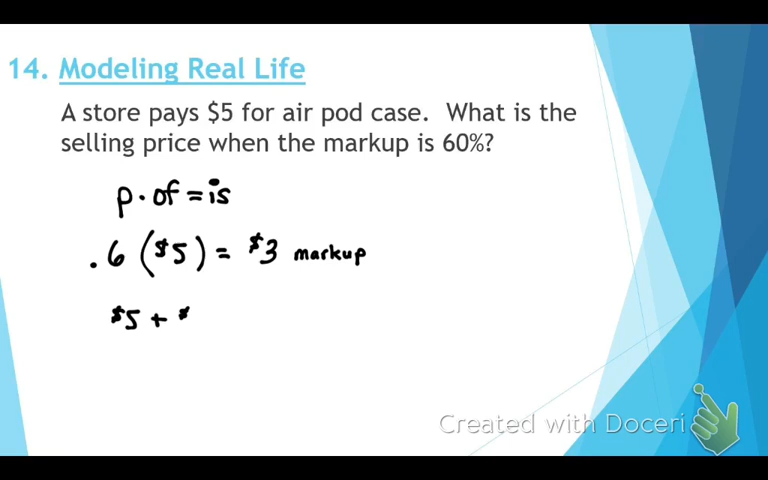 14. Modeling Real Life
A store pays $5 for air pod case. What is the
selling price when the markup is 60%?
p · of = is
.6 ($5) = $3 markup
$5 + $
Created with Doceri